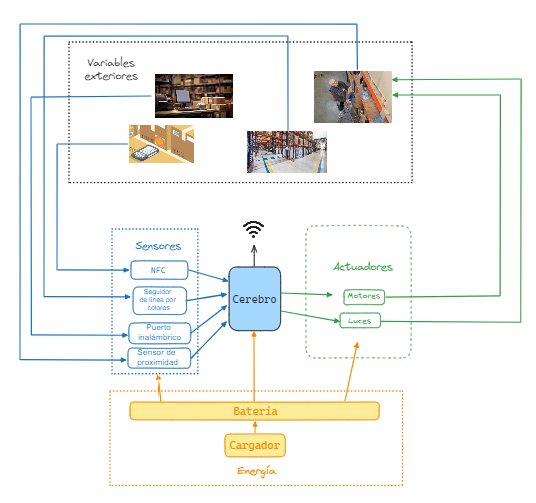 Variables
exteriores
Sensores
NFC
Seguidor
de línea por
colores
Puerto
inalámbrico
Sensor de
proximidad
Cerebro
Actuadores
Motores
Luces
Batería
Cargador
Energía